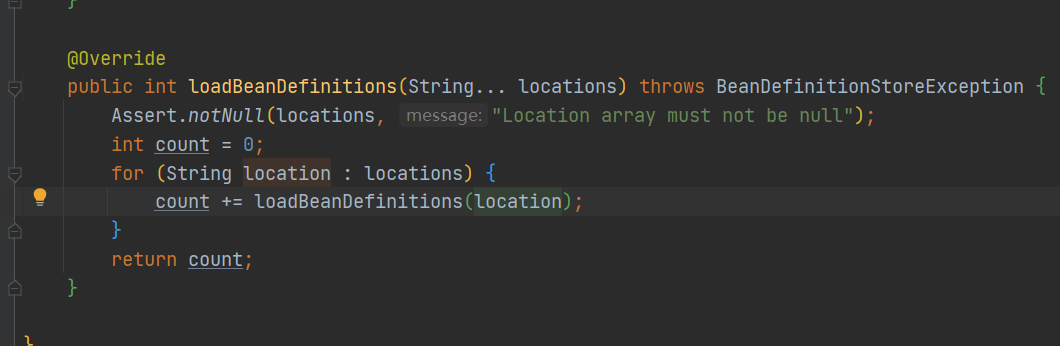 }
@Override
public int loadBeanDefinitions(String... locations) throws BeanDefinitionStoreException {
Assert.notNull(locations, message: "Location array must not be null");
int count = 0;
for (String location : locations) {
count += loadBeanDefinitions(location);
}
return count;
}
}